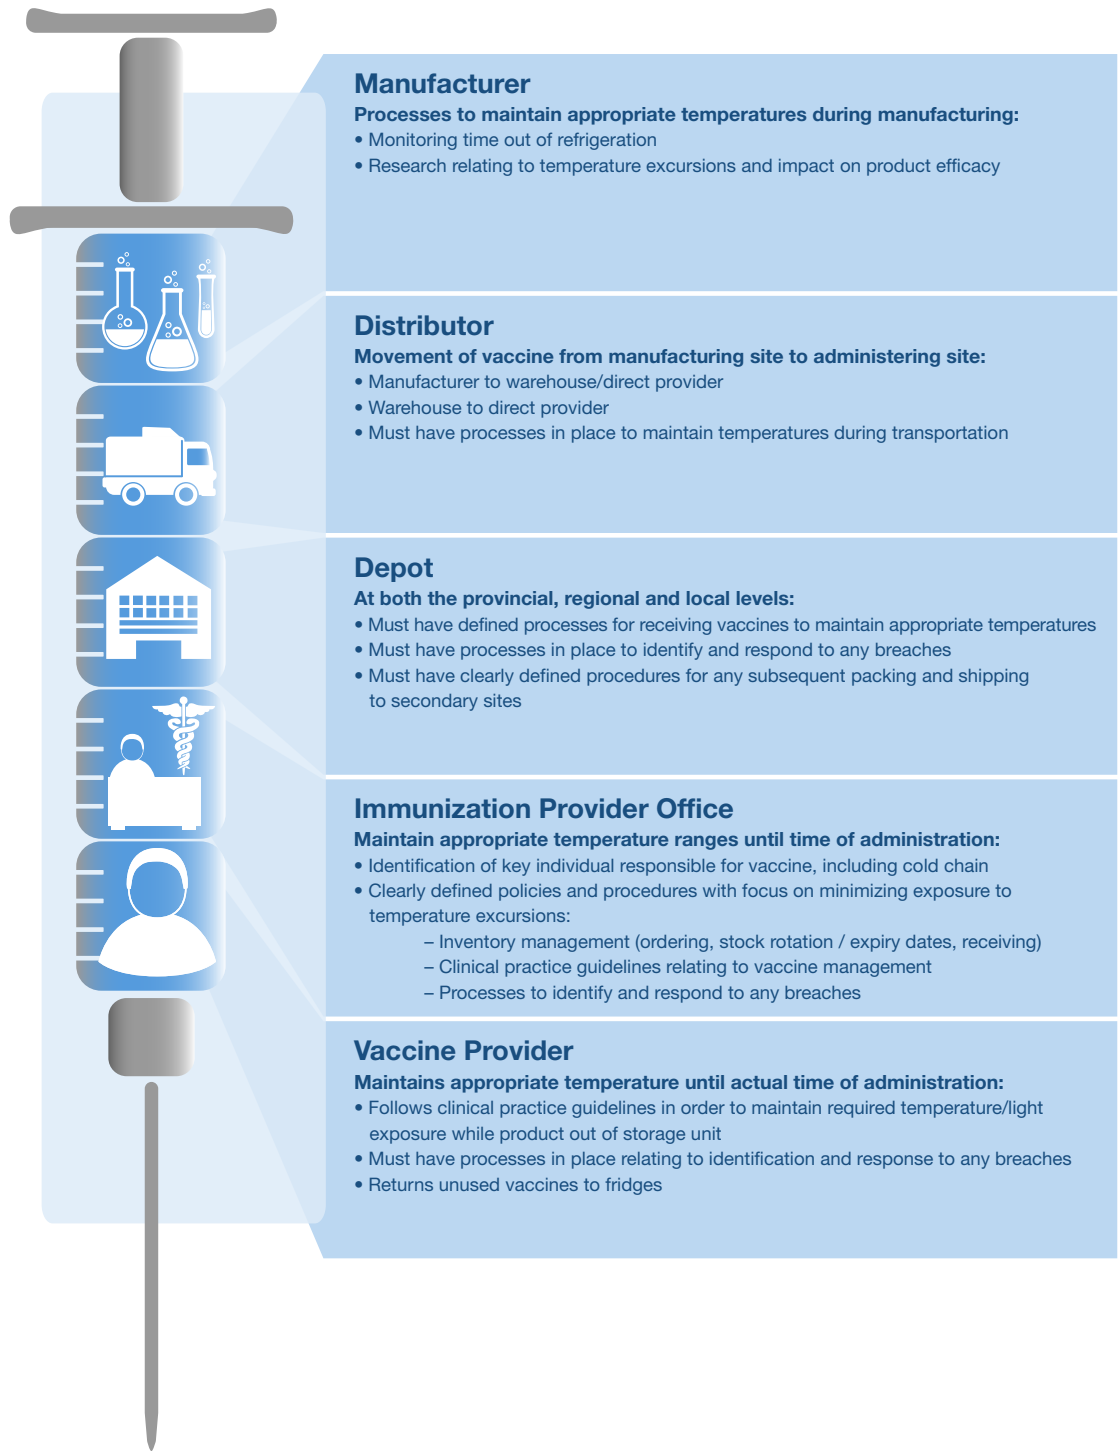 Manufacturer
Processes to maintain appropriate temperatures during manufacturing:
• Monitoring time out of refrigeration
• Research relating to temperature excursions and impact on product efficacy
Distributor
Movement of vaccine from manufacturing site to administering site:
• Manufacturer to warehouse/direct provider
• Warehouse to direct provider
• Must have processes in place to maintain temperatures during transportation
Depot
At both the provincial, regional and local levels:
• Must have defined processes for receiving vaccines to maintain appropriate temperatures
• Must have processes in place to identify and respond to any breaches
• Must have clearly defined procedures for any subsequent packing and shipping
to secondary sites
Immunization Provider Office
Maintain appropriate temperature ranges until time of administration:
• Identification of key individual responsible for vaccine, including cold chain
• Clearly defined policies and procedures with focus on minimizing exposure to
temperature excursions:
– Inventory management (ordering, stock rotation / expiry dates, receiving)
– Clinical practice guidelines relating to vaccine management
– Processes to identify and respond to any breaches
Vaccine Provider
Maintains appropriate temperature until actual time of administration:
• Follows clinical practice guidelines in order to maintain required temperature/light
exposure while product out of storage unit
• Must have processes in place relating to identification and response to any breaches
• Returns unused vaccines to fridges